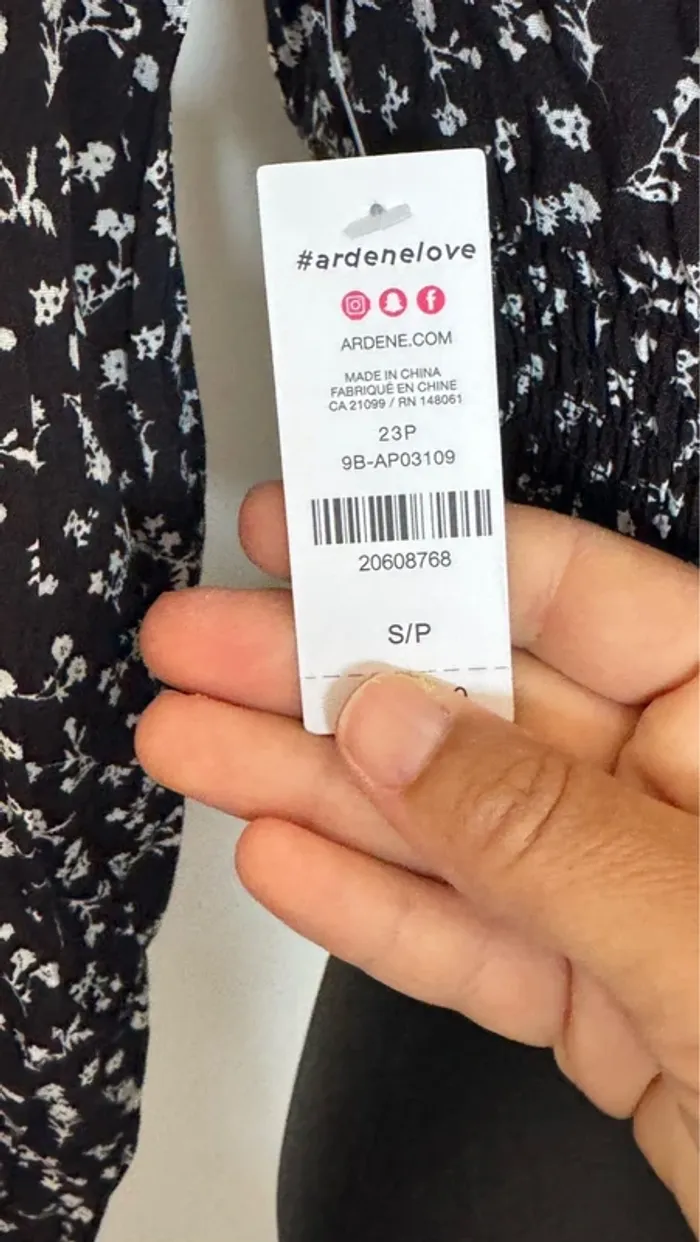 #ardenelove
ARDENE.COM
MADE IN CHINA
FABRIQUÉ EN CHINE
CA 21099 / RN 148061
23P
9B-AP03109
20608768
S/P